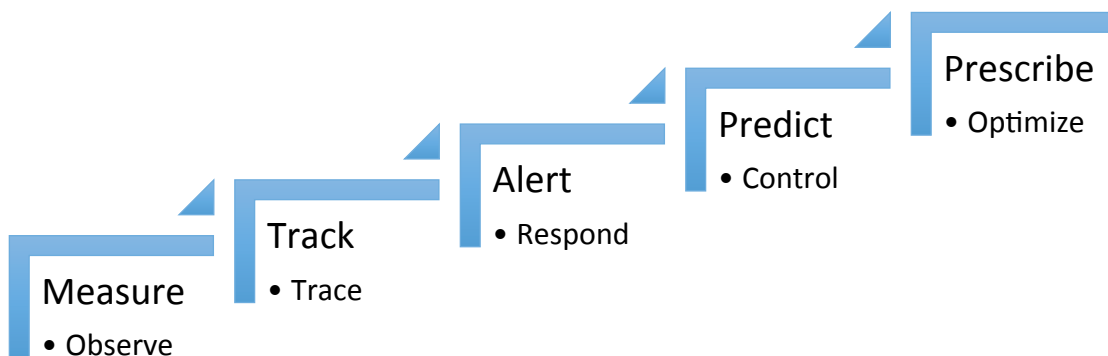 Measure
• Observe
Track
• Trace
Alert
• Respond
Predict
• Control
Prescribe
• Optimize